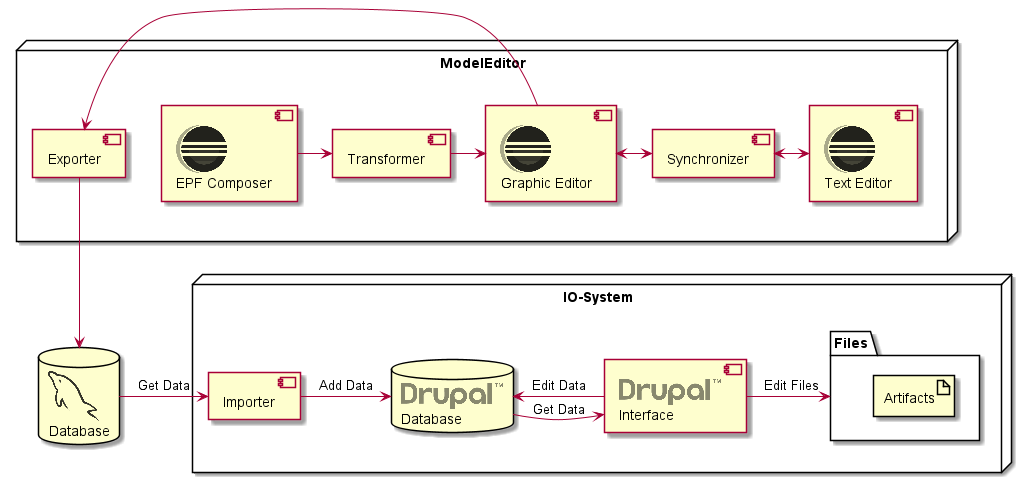 ModelEditor
Exporter
EPF Composer
Transformer
Graphic Editor
Synchronizer
Text Editor
IO-System
Database
Get Data
Importer
Add Data
Drupal™
Database
Edit Data
Get Data
Drupal™
Interface
Edit Files
Files
Artifacts